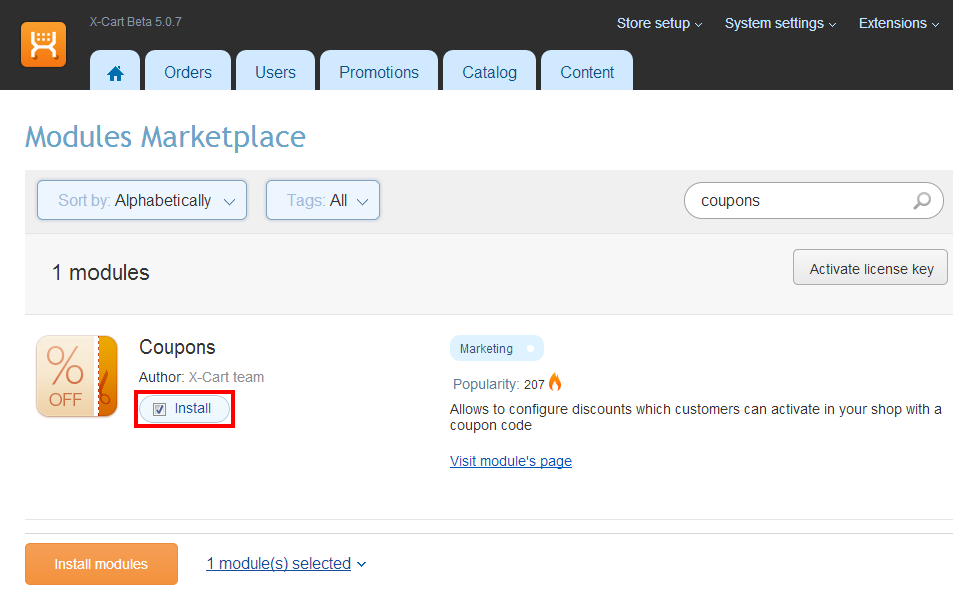 X-Cart Beta 5.0.7
Store setup System settings Extensions
Orders Users Promotions Catalog Content
Modules Marketplace
Sort by: Alphabetically Tags: All coupons
1 modules Activate license key
% OFF
Coupons
Author: X-Cart team
Install
Marketing
Popularity: 207
Allows to configure discounts which customers can activate in your shop with a
coupon code
Visit module's page
Install modules 1 module(s) selected